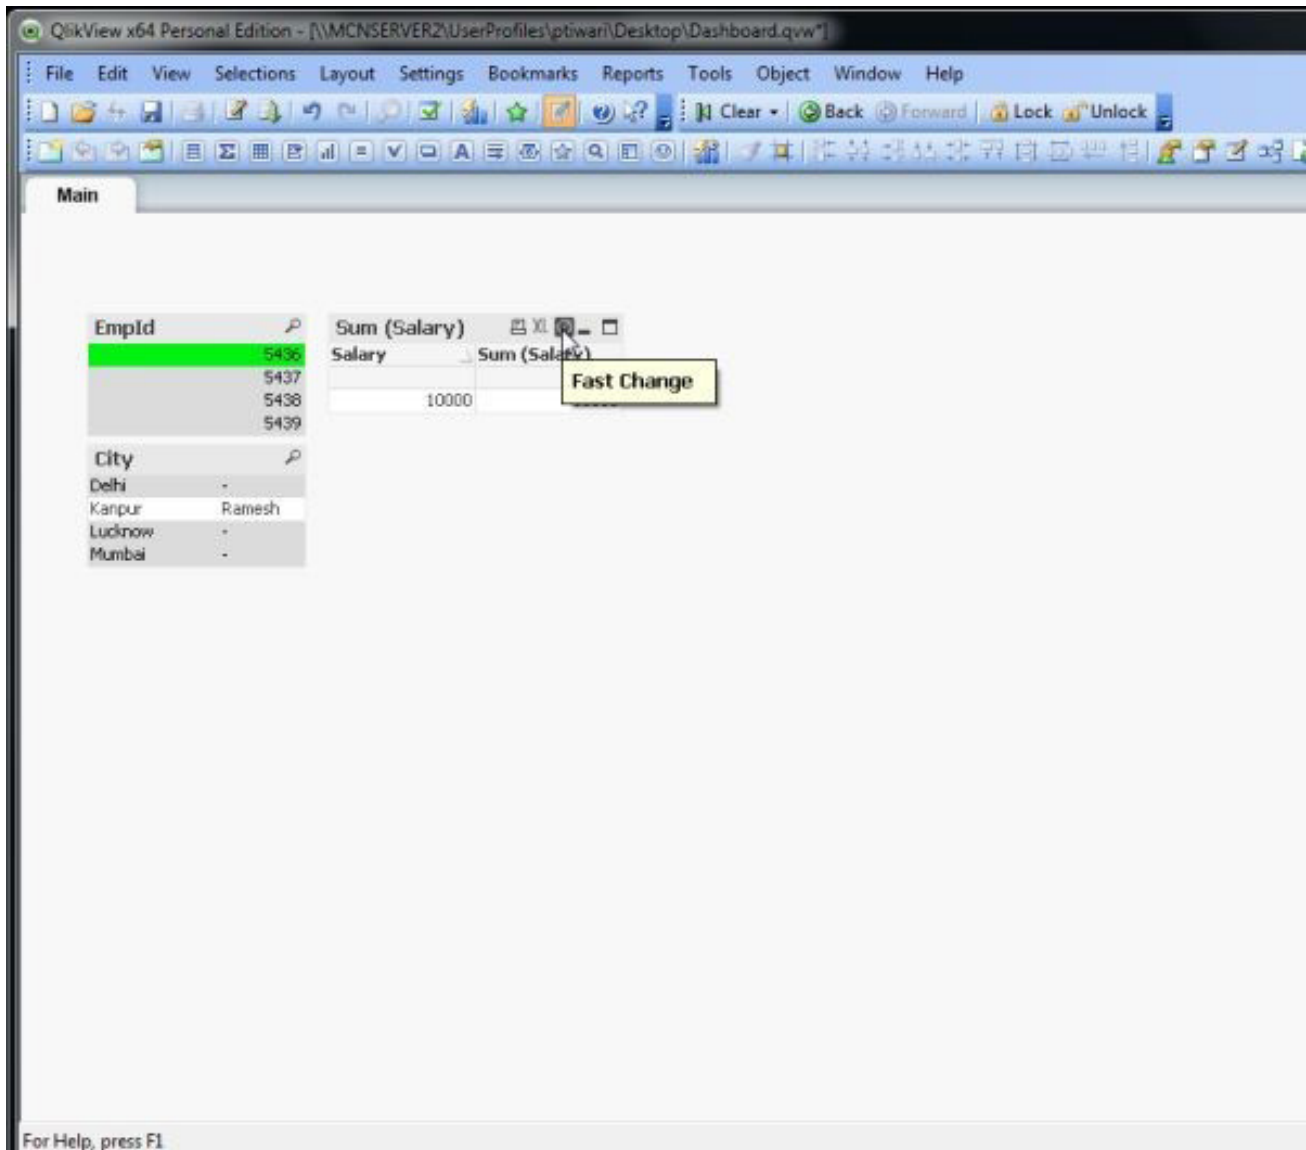 QlikView x64 Personal Edition - [\\MCNSERVER2\UserProfiles\ptiwari\Desktop\Dashboard.qvw*]
File Edit View Selections Layout Settings Bookmarks Reports Tools Object Window Help
Clear Back Forward Lock Unlock
Main
EmpId
5436
5437
5438
5439
Sum (Salary) XL
Salary Sum (Salary)
10000
Fast Change
City
Delhi -
Kanpur Ramesh
Lucknow -
Mumbai -
For Help, press F1